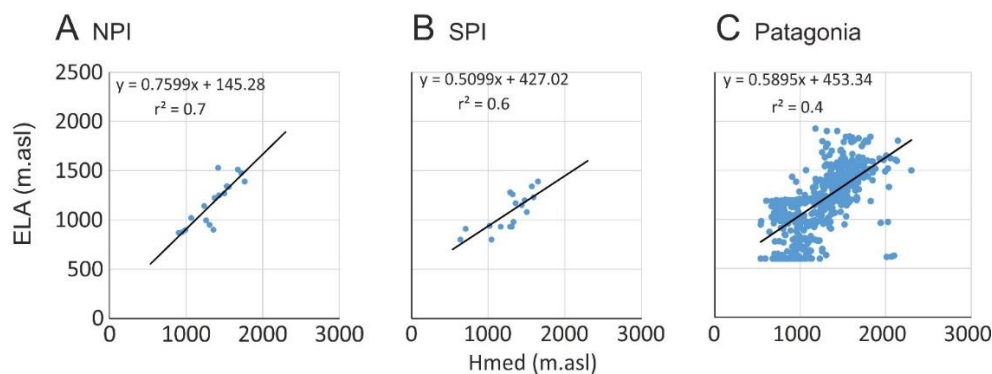 A NPI
B SPI
C Patagonia
ELA (m.asl)
2500
2000
1500
1000
500
0
y = 0.7599x + 145.28
r² = 0.7
y = 0.5099x + 427.02
r² = 0.6
y = 0.5895x + 453.34
r² = 0.4
1000 2000 3000
0 1000 2000 3000
0 1000 2000 3000
Hmed (m.asl)